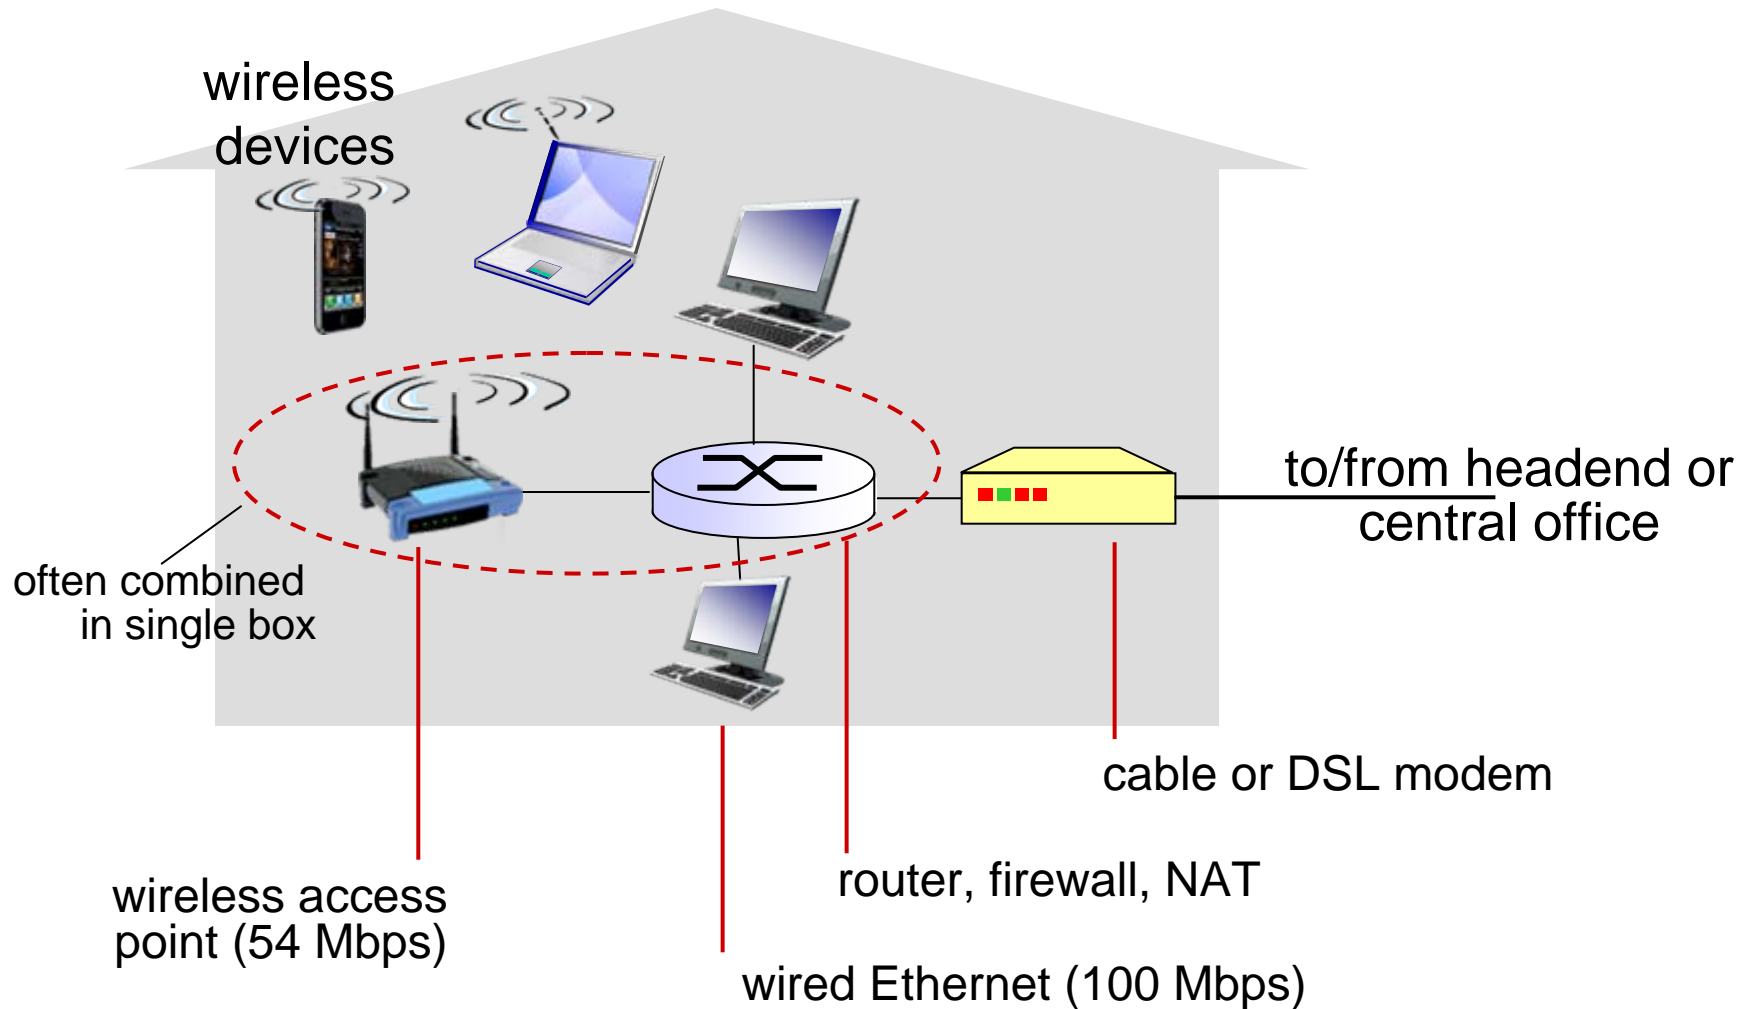 wireless
devices
to/from headend or
central office
often combined
in single box
cable or DSL modem
router, firewall, NAT
wireless access
point (54 Mbps)
wired Ethernet (100 Mbps)